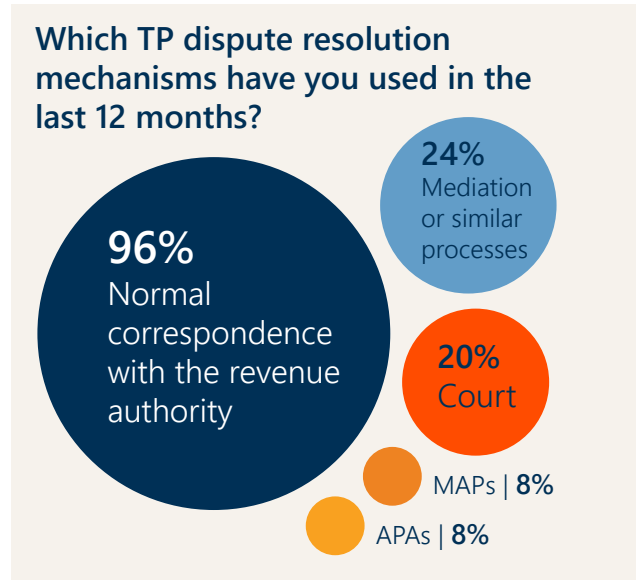 Which TP dispute resolution
mechanisms have you used in the
last 12 months?
96%
Normal
correspondence
with the revenue
authority
24%
Mediation
or similar
processes
20%
Court
MAPs | 8%
APAs | 8%